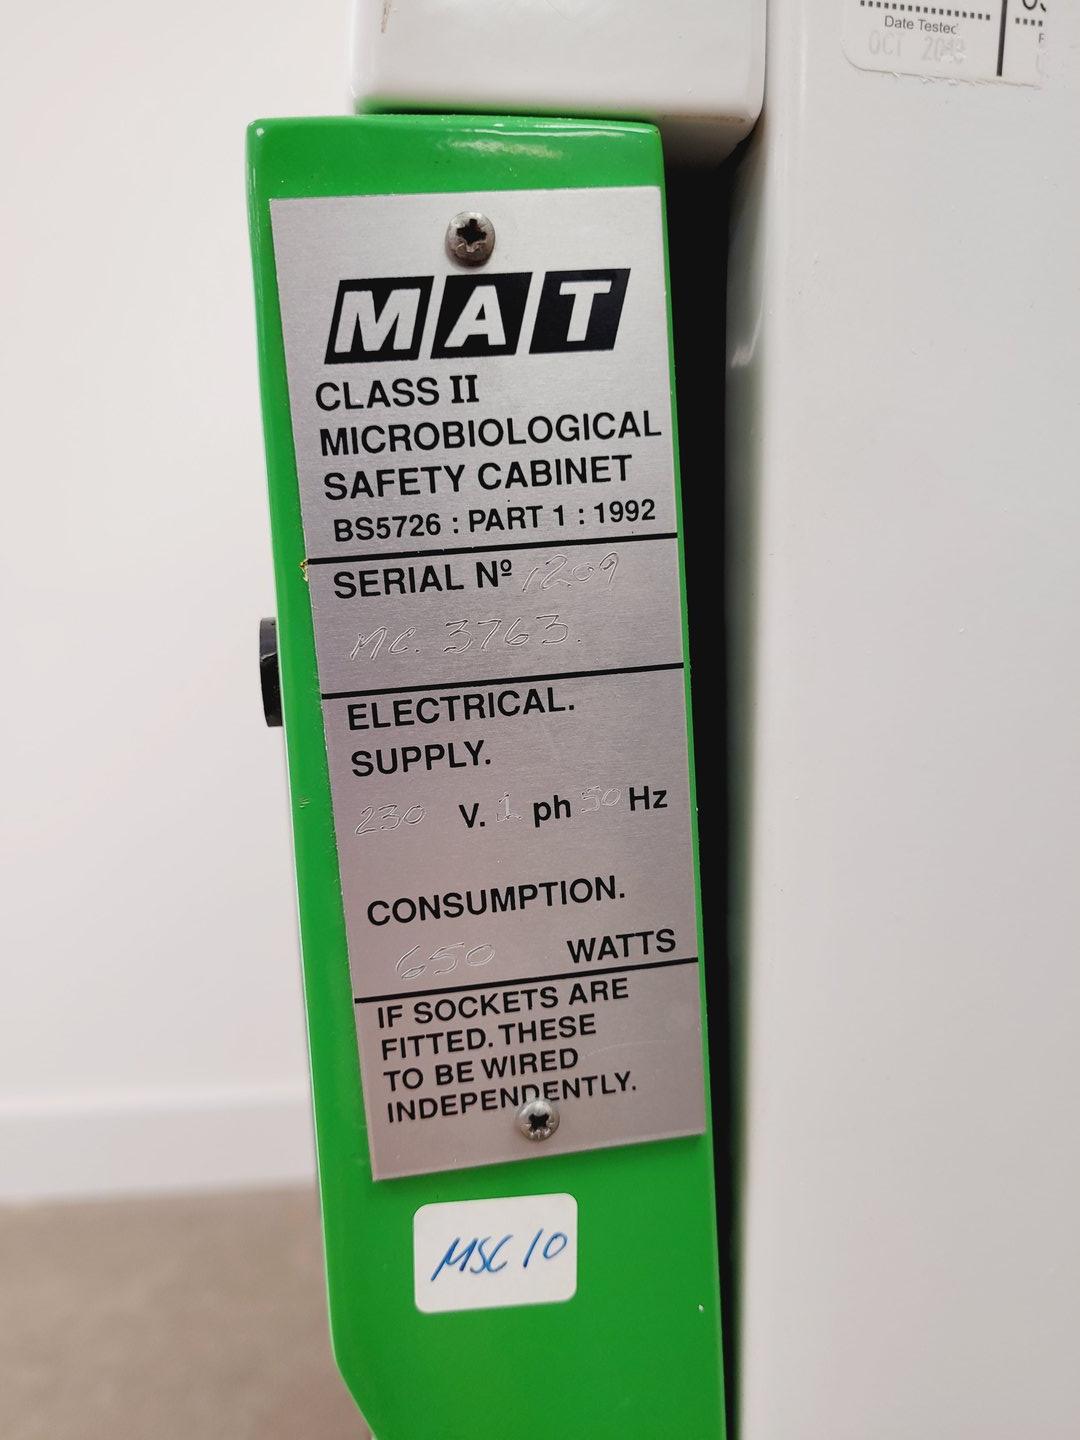 Date Tested
OCT
MAT
CLASS II
MICROBIOLOGICAL
SAFETY CABINET
BS5726 : PART 1 : 1992
SERIAL Nº 1209
MC. 3763.
ELECTRICAL.
SUPPLY.
230 V. 1 ph 50 Hz
CONSUMPTION.
650 WATTS
IF SOCKETS ARE
FITTED. THESE
TO BE WIRED
INDEPENDENTLY.
MSC 10